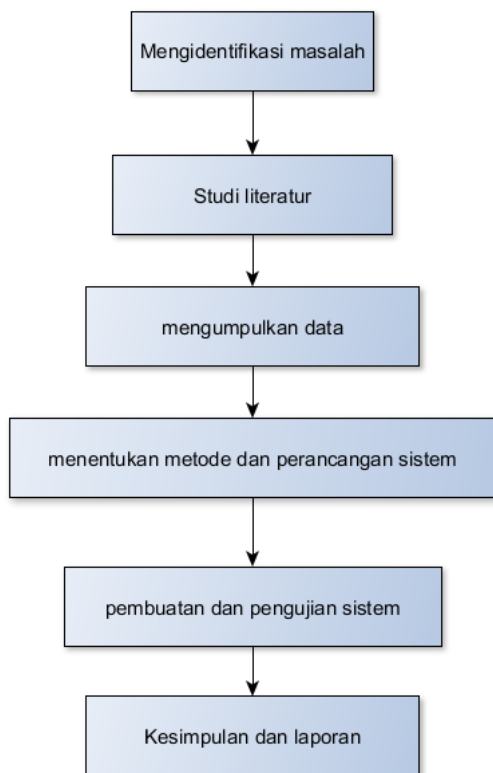 Mengidentifikasi masalah
Studi literatur
mengumpulkan data
menentukan metode dan perancangan sistem
pembuatan dan pengujian sistem
Kesimpulan dan laporan